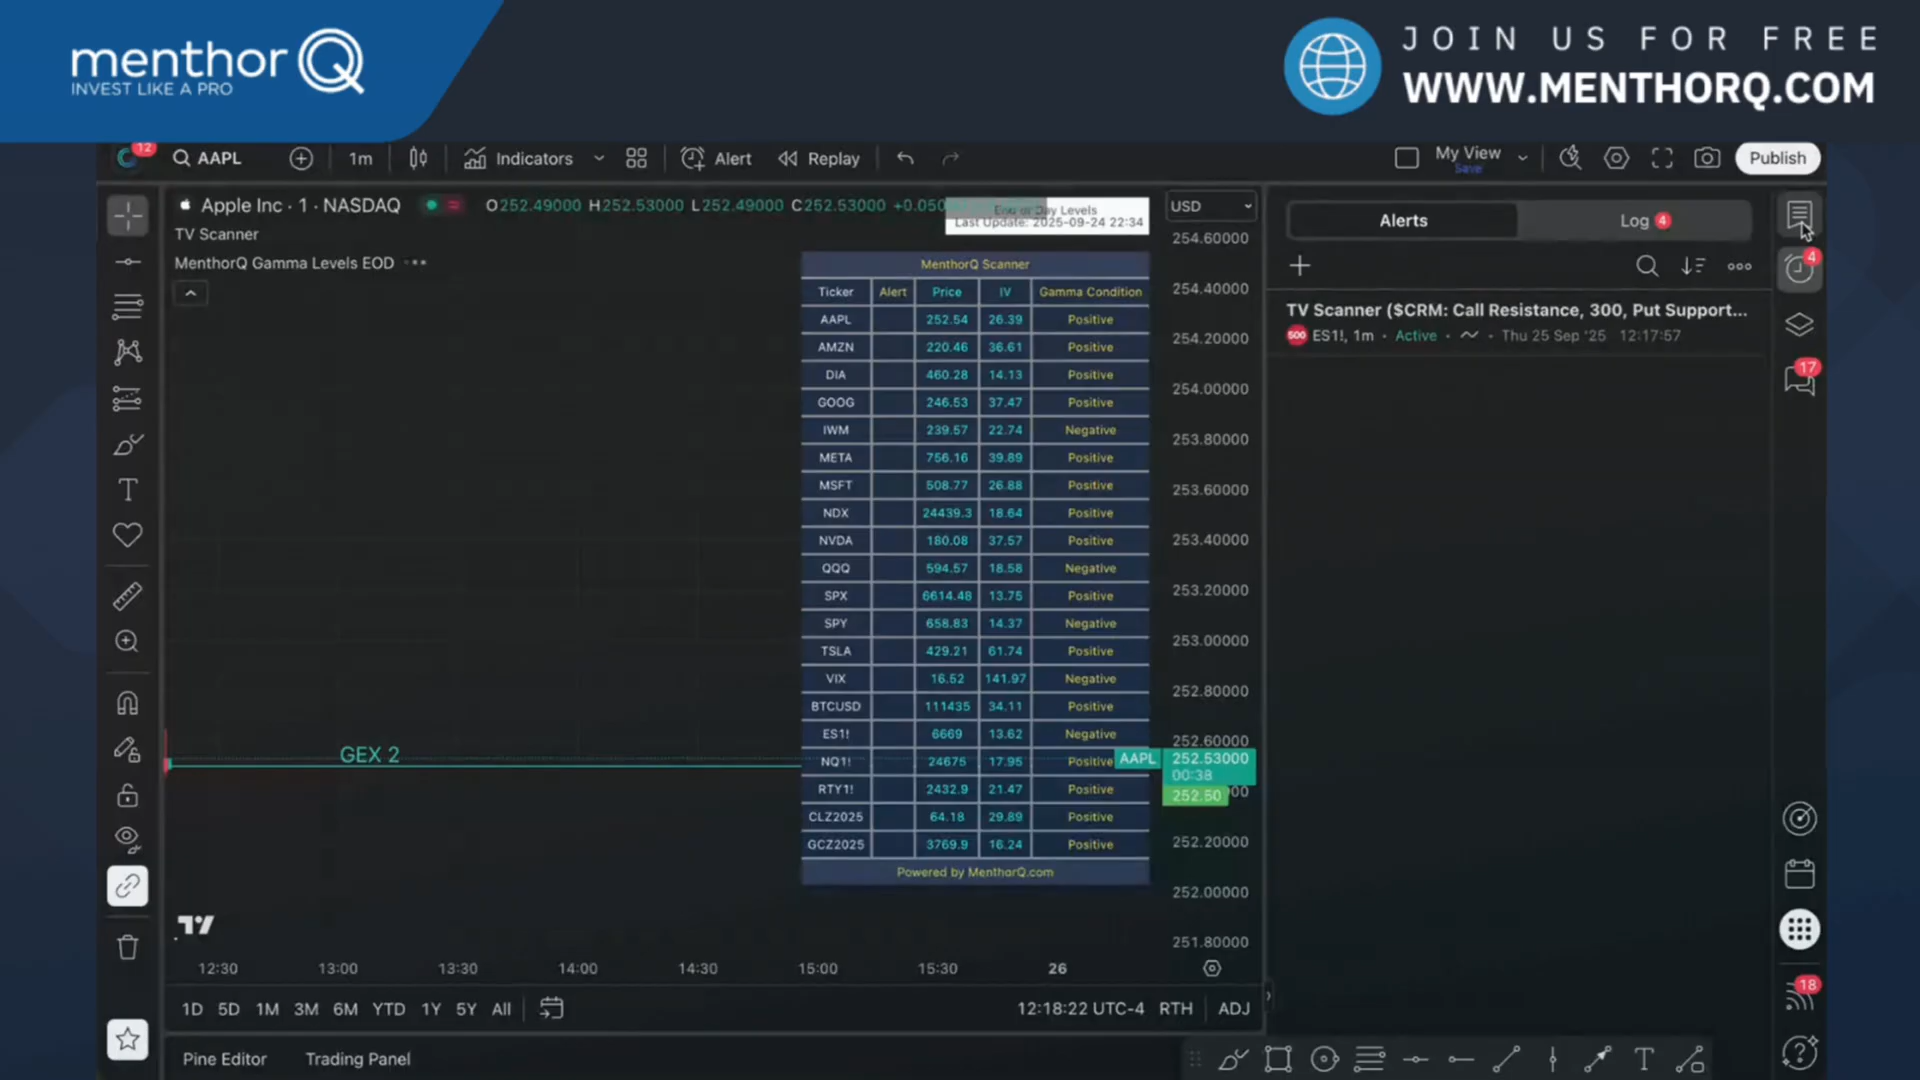 menthorQ
INVEST LIKE A PRO
JOIN US FOR FREE
WWW.MENTHORQ.COM
12
AAPL
1m
Indicators
Alert
Replay
My View
Save
Publish
Apple Inc · 1 · NASDAQ
O252.49000 H252.53000 L252.49000 C252.53000 +0.050
TV Scanner
MenthorQ Gamma Levels EOD
End of Day Levels
Last Update: 2025-09-24 22:34
USD
MenthorQ Scanner
Ticker Alert Price IV Gamma Condition
AAPL 252.54 26.39 Positive
AMZN 220.46 36.61 Positive
DIA 460.28 14.13 Positive
GOOG 246.53 37.47 Positive
IWM 239.57 22.74 Negative
META 756.16 39.89 Positive
MSFT 508.77 26.88 Positive
NDX 24439.3 18.64 Positive
NVDA 180.08 37.57 Positive
QQQ 594.57 18.58 Negative
SPX 6614.48 13.75 Positive
SPY 658.83 14.37 Negative
TSLA 429.21 61.74 Positive
VIX 16.52 141.97 Negative
BTCUSD 111435 34.11 Positive
ES1! 6669 13.62 Negative
NQ1! 24675 17.95 Positive
RTY1! 2432.9 21.47 Positive
CLZ2025 64.18 29.89 Positive
GCZ2025 3769.9 16.24 Positive
Powered by MenthorQ.com
GEX 2
254.60000
254.40000
254.20000
254.00000
253.80000
253.60000
253.40000
253.20000
253.00000
252.80000
252.60000
AAPL 252.53000
00:38
252.50
252.20000
252.00000
251.80000
12:30 13:00 13:30 14:00 14:30 15:00 15:30 26
1D 5D 1M 3M 6M YTD 1Y 5Y All
12:18:22 UTC-4 RTH ADJ
Pine Editor Trading Panel
Alerts
Log 4
TV Scanner ($CRM: Call Resistance, 300, Put Support...
500 ES1!, 1m · Active · Thu 25 Sep '25 12:17:57
4
17
18